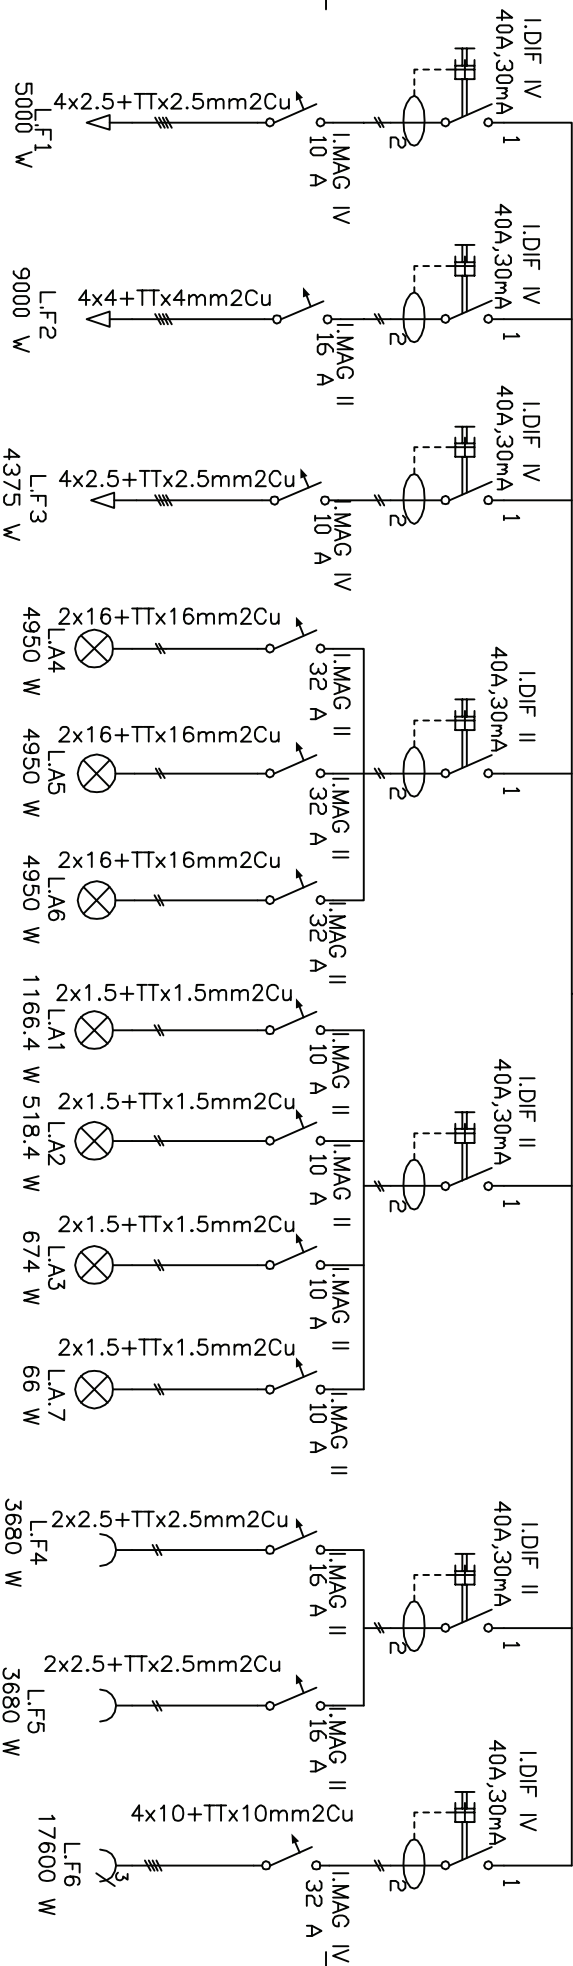 I.DIF IV
40A,30mA
1
2
I.MAG IV
10 A
4x2.5+TTx2.5mm2Cu
L.F1
5000 W
I.DIF IV
40A,30mA
1
2
I.MAG II
16 A
4x4+TTx4mm2Cu
L.F2
9000 W
I.DIF IV
40A,30mA
1
2
I.MAG IV
10 A
4x2.5+TTx2.5mm2Cu
L.F3
4375 W
I.DIF II
40A,30mA
1
2
I.MAG II
32 A
2x16+TTx16mm2Cu
L.A4
4950 W
I.MAG II
32 A
2x16+TTx16mm2Cu
L.A5
4950 W
I.MAG II
32 A
2x16+TTx16mm2Cu
L.A6
4950 W
I.DIF II
40A,30mA
1
2
I.MAG II
10 A
2x1.5+TTx1.5mm2Cu
L.A1
1166.4 W
I.MAG II
10 A
2x1.5+TTx1.5mm2Cu
L.A2
518.4 W
I.MAG II
10 A
2x1.5+TTx1.5mm2Cu
L.A3
674 W
I.MAG II
10 A
2x1.5+TTx1.5mm2Cu
L.A.7
66 W
I.DIF II
40A,30mA
1
2
I.MAG II
16 A
2x2.5+TTx2.5mm2Cu
L.F4
3680 W
I.MAG II
16 A
2x2.5+TTx2.5mm2Cu
L.F5
3680 W
I.DIF IV
40A,30mA
1
2
I.MAG IV
32 A
4x10+TTx10mm2Cu
3
L.F6
17600 W